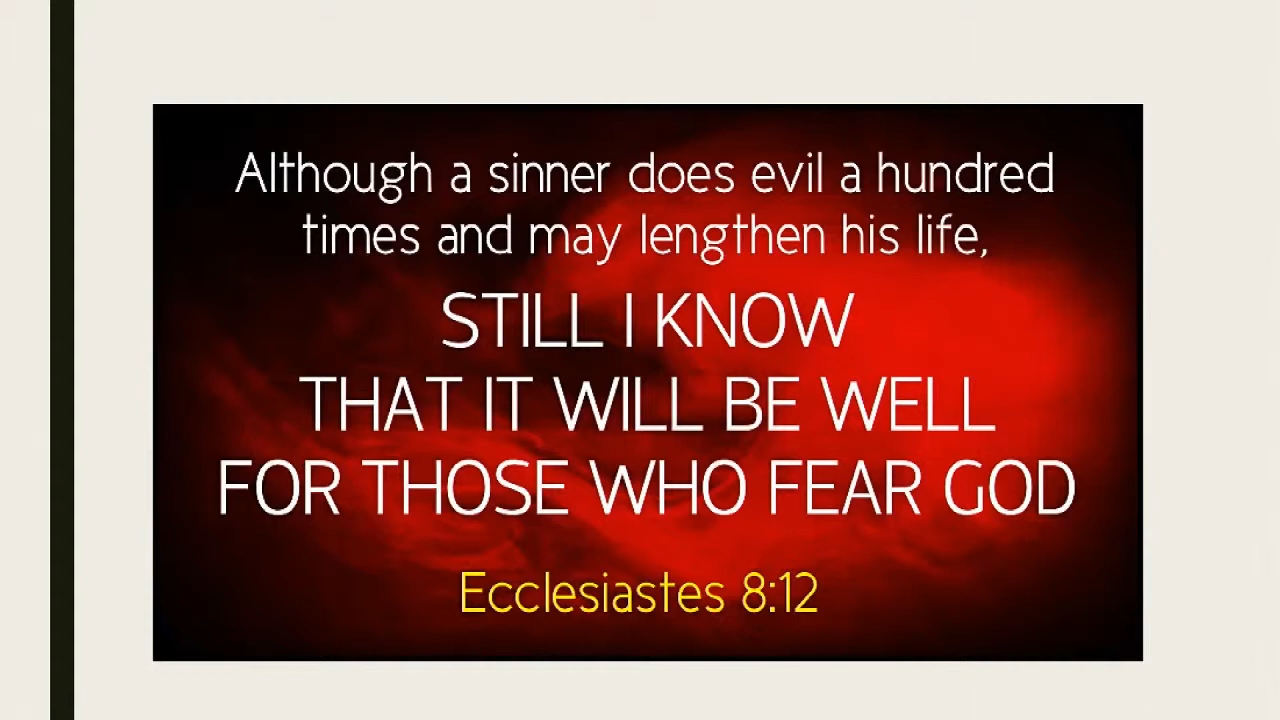 Although a sinner does evil a hundred
times and may lengthen his life,
STILL I KNOW
THAT IT WILL BE WELL
FOR THOSE WHO FEAR GOD
Ecclesiastes 8:12